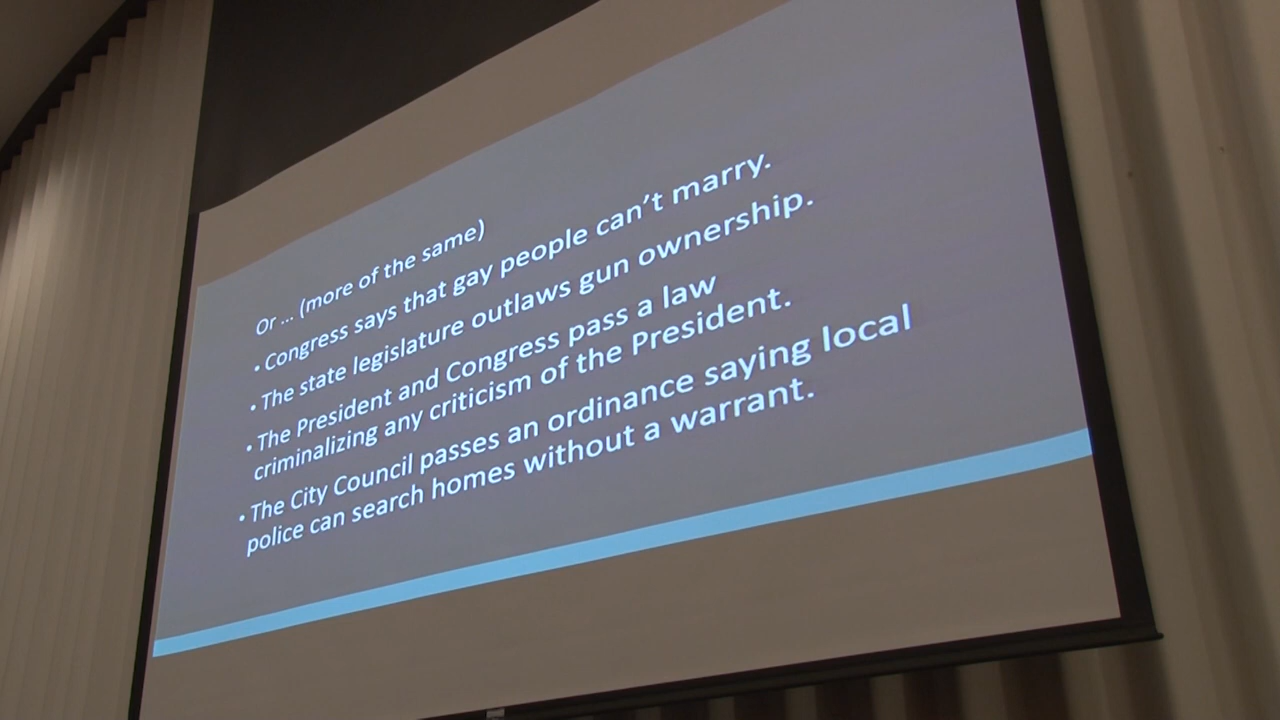 Or ... (more of the same)
• Congress says that gay people can't marry.
• The state legislature outlaws gun ownership.
• The President and Congress pass a law
criminalizing any criticism of the President.
• The City Council passes an ordinance saying local
police can search homes without a warrant.